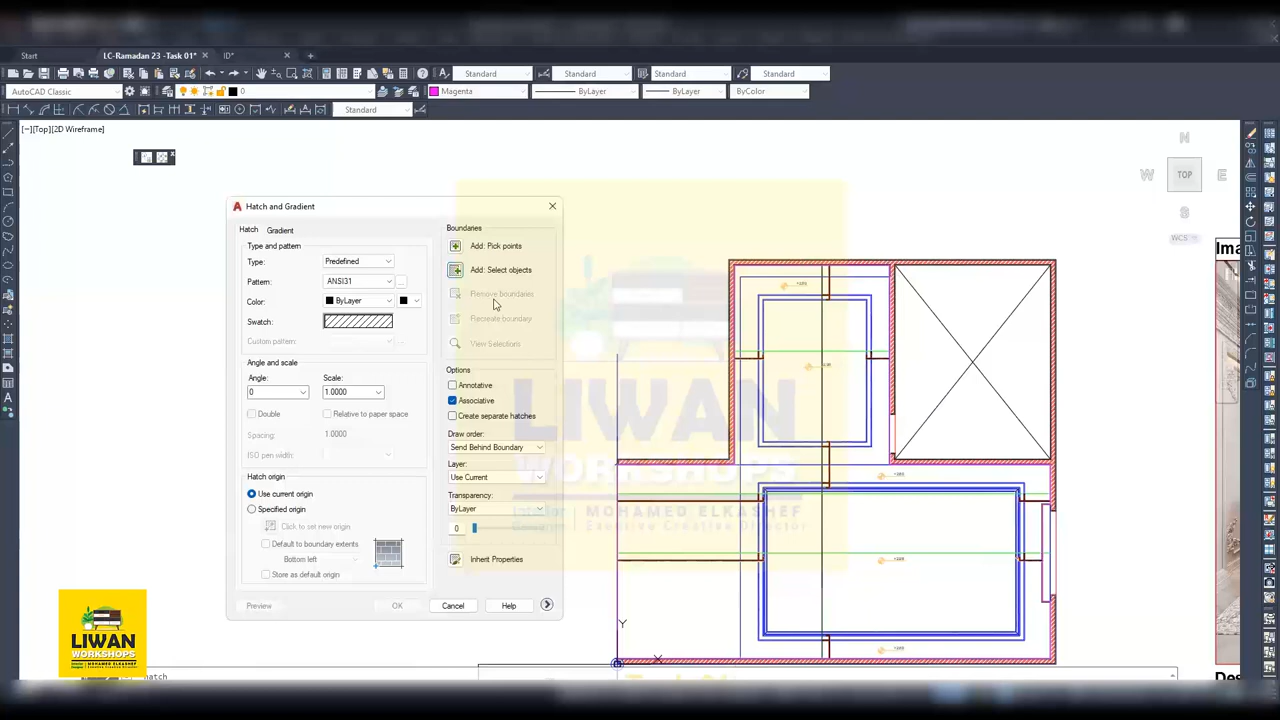 Start
LC-Ramadan 23 -Task 01*
ID*
Standard
Standard
Standard
Standard
AutoCAD Classic
0
Magenta
ByLayer
ByLayer
ByColor
Standard
[−][Top][2D Wireframe]
N
W
TOP
E
S
WCS
Hatch and Gradient
Hatch
Gradient
Type and pattern
Type:
Predefined
Pattern:
ANSI31
Color:
ByLayer
Swatch:
Custom pattern:
Angle and scale
Angle:
Scale:
0
1.0000
Double
Relative to paper space
Spacing:
1.0000
ISO pen width:
Hatch origin
Use current origin
Specified origin
Click to set new origin
Default to boundary extents
Bottom left
Store as default origin
Boundaries
Add: Pick points
Add: Select objects
Remove boundaries
Recreate boundary
View Selections
Options
Annotative
Associative
Create separate hatches
Draw order:
Send Behind Boundary
Layer:
Use Current
Transparency:
ByLayer
0
Inherit Properties
Preview
OK
Cancel
Help
LIWAN
WORKSHOPS
MOHAMED ELKASHEF
Y
X
LIWAN
WORKSHOPS
hatch